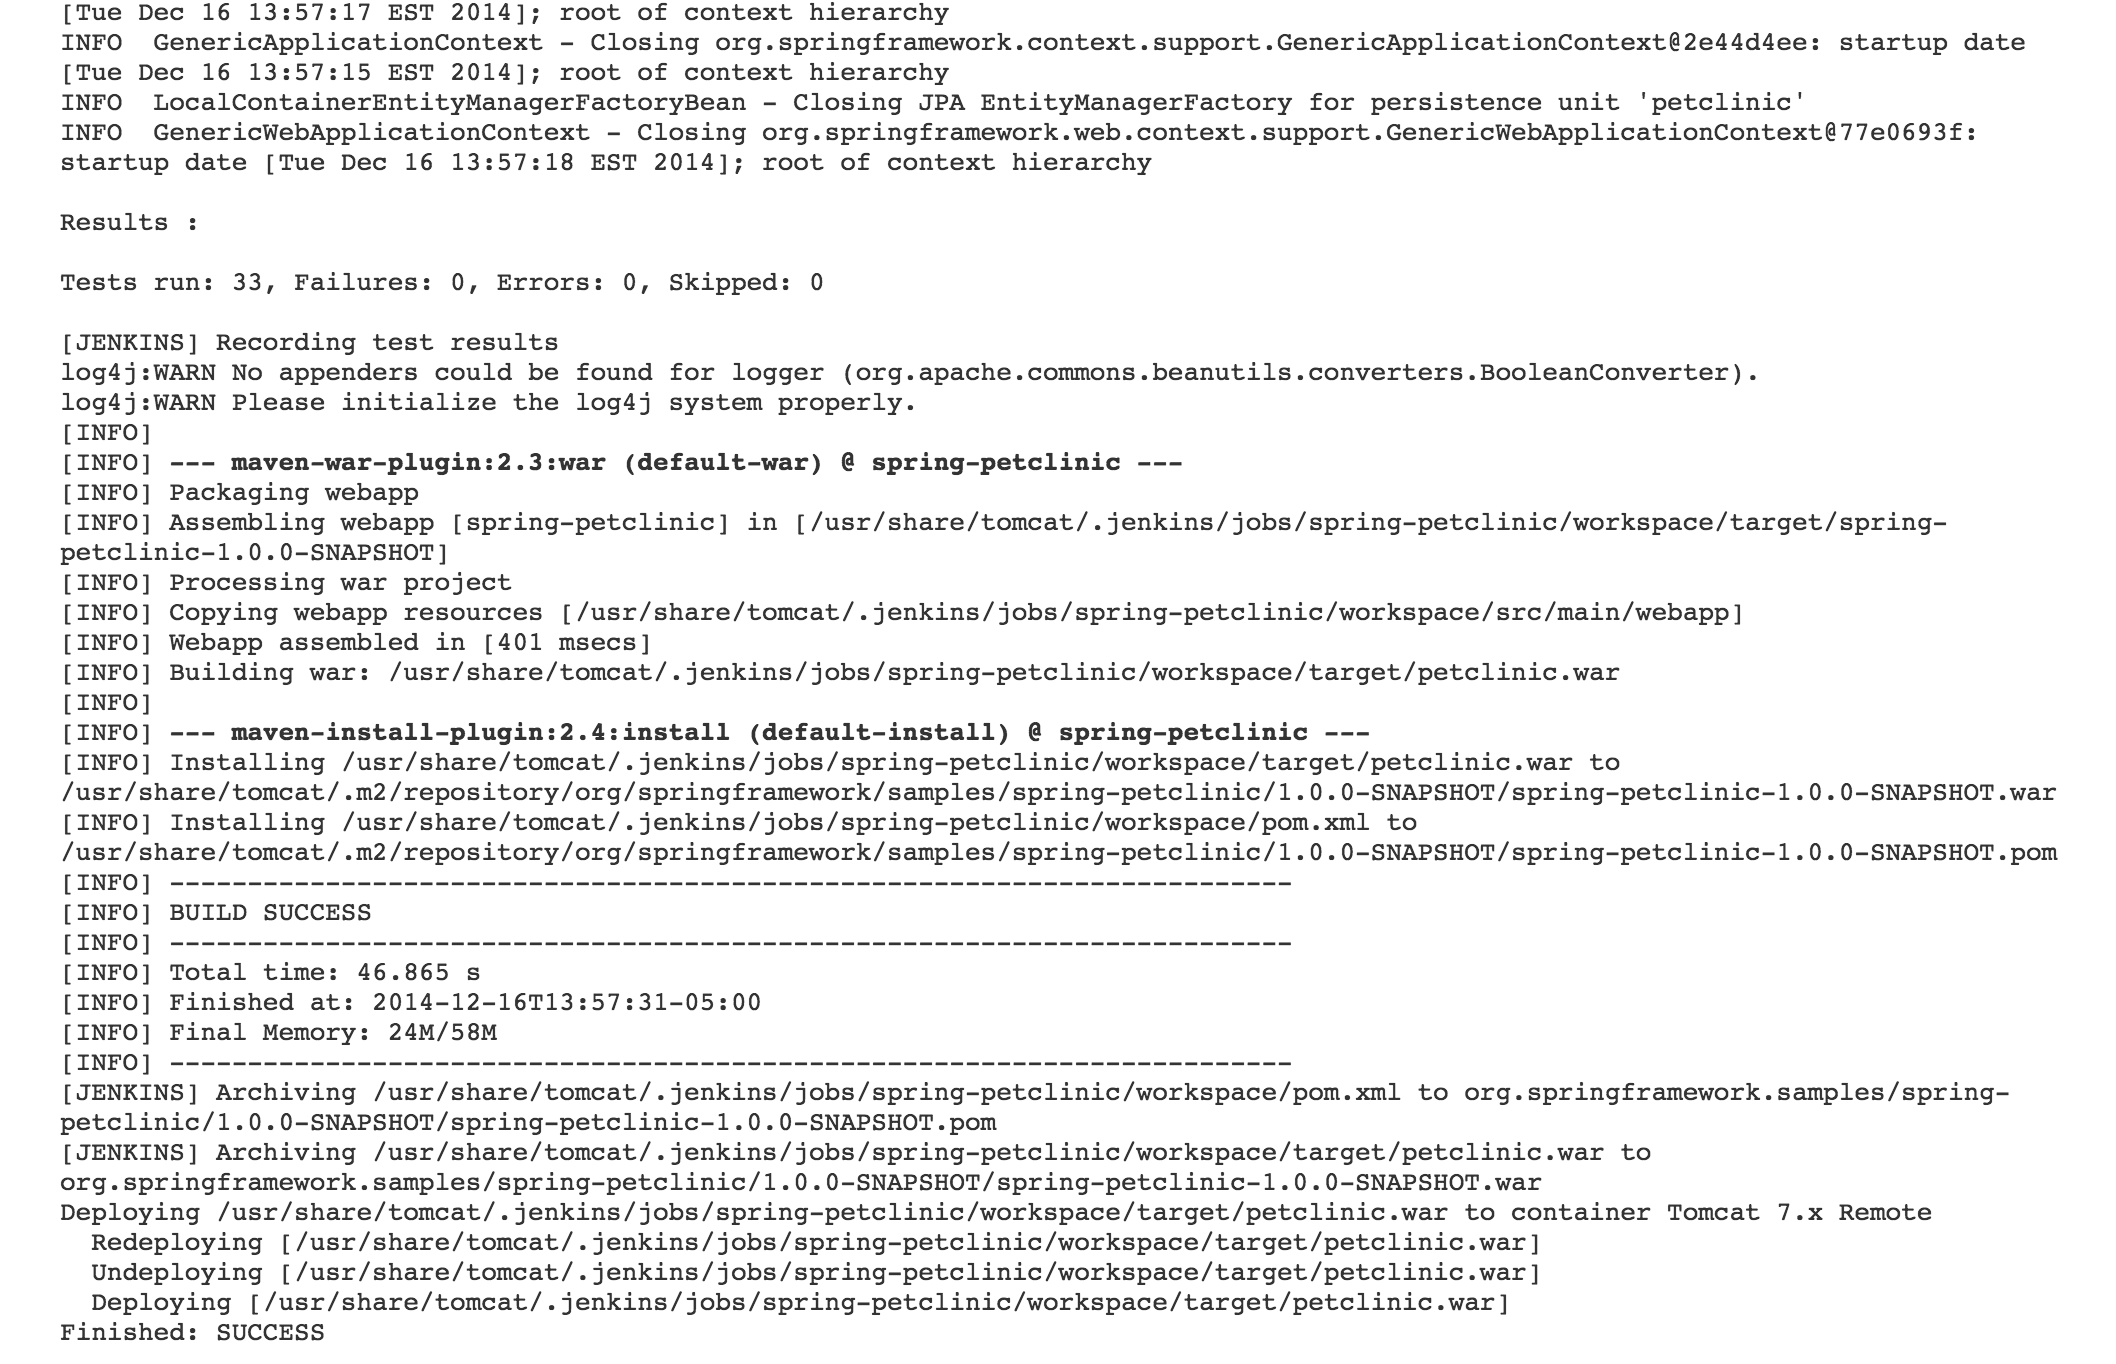 [Tue Dec 16 13:57:17 EST 2014]; root of context hierarchy
INFO  GenericApplicationContext - Closing org.springframework.context.support.GenericApplicationContext@2e44d4ee: startup date
[Tue Dec 16 13:57:15 EST 2014]; root of context hierarchy
INFO  LocalContainerEntityManagerFactoryBean - Closing JPA EntityManagerFactory for persistence unit 'petclinic'
INFO  GenericWebApplicationContext - Closing org.springframework.web.context.support.GenericWebApplicationContext@77e0693f:
startup date [Tue Dec 16 13:57:18 EST 2014]; root of context hierarchy
Results :
Tests run: 33, Failures: 0, Errors: 0, Skipped: 0
[JENKINS] Recording test results
log4j:WARN No appenders could be found for logger (org.apache.commons.beanutils.converters.BooleanConverter).
log4j:WARN Please initialize the log4j system properly.
[INFO]
[INFO] --- maven-war-plugin:2.3:war (default-war) @ spring-petclinic ---
[INFO] Packaging webapp
[INFO] Assembling webapp [spring-petclinic] in [/usr/share/tomcat/.jenkins/jobs/spring-petclinic/workspace/target/spring-
petclinic-1.0.0-SNAPSHOT]
[INFO] Processing war project
[INFO] Copying webapp resources [/usr/share/tomcat/.jenkins/jobs/spring-petclinic/workspace/src/main/webapp]
[INFO] Webapp assembled in [401 msecs]
[INFO] Building war: /usr/share/tomcat/.jenkins/jobs/spring-petclinic/workspace/target/petclinic.war
[INFO]
[INFO] --- maven-install-plugin:2.4:install (default-install) @ spring-petclinic ---
[INFO] Installing /usr/share/tomcat/.jenkins/jobs/spring-petclinic/workspace/target/petclinic.war to
/usr/share/tomcat/.m2/repository/org/springframework/samples/spring-petclinic/1.0.0-SNAPSHOT/spring-petclinic-1.0.0-SNAPSHOT.war
[INFO] Installing /usr/share/tomcat/.jenkins/jobs/spring-petclinic/workspace/pom.xml to
/usr/share/tomcat/.m2/repository/org/springframework/samples/spring-petclinic/1.0.0-SNAPSHOT/spring-petclinic-1.0.0-SNAPSHOT.pom
[INFO] ------------------------------------------------------------------------
[INFO] BUILD SUCCESS
[INFO] ------------------------------------------------------------------------
[INFO] Total time: 46.865 s
[INFO] Finished at: 2014-12-16T13:57:31-05:00
[INFO] Final Memory: 24M/58M
[INFO] ------------------------------------------------------------------------
[JENKINS] Archiving /usr/share/tomcat/.jenkins/jobs/spring-petclinic/workspace/pom.xml to org.springframework.samples/spring-
petclinic/1.0.0-SNAPSHOT/spring-petclinic-1.0.0-SNAPSHOT.pom
[JENKINS] Archiving /usr/share/tomcat/.jenkins/jobs/spring-petclinic/workspace/target/petclinic.war to
org.springframework.samples/spring-petclinic/1.0.0-SNAPSHOT/spring-petclinic-1.0.0-SNAPSHOT.war
Deploying /usr/share/tomcat/.jenkins/jobs/spring-petclinic/workspace/target/petclinic.war to container Tomcat 7.x Remote
  Redeploying [/usr/share/tomcat/.jenkins/jobs/spring-petclinic/workspace/target/petclinic.war]
  Undeploying [/usr/share/tomcat/.jenkins/jobs/spring-petclinic/workspace/target/petclinic.war]
  Deploying [/usr/share/tomcat/.jenkins/jobs/spring-petclinic/workspace/target/petclinic.war]
Finished: SUCCESS